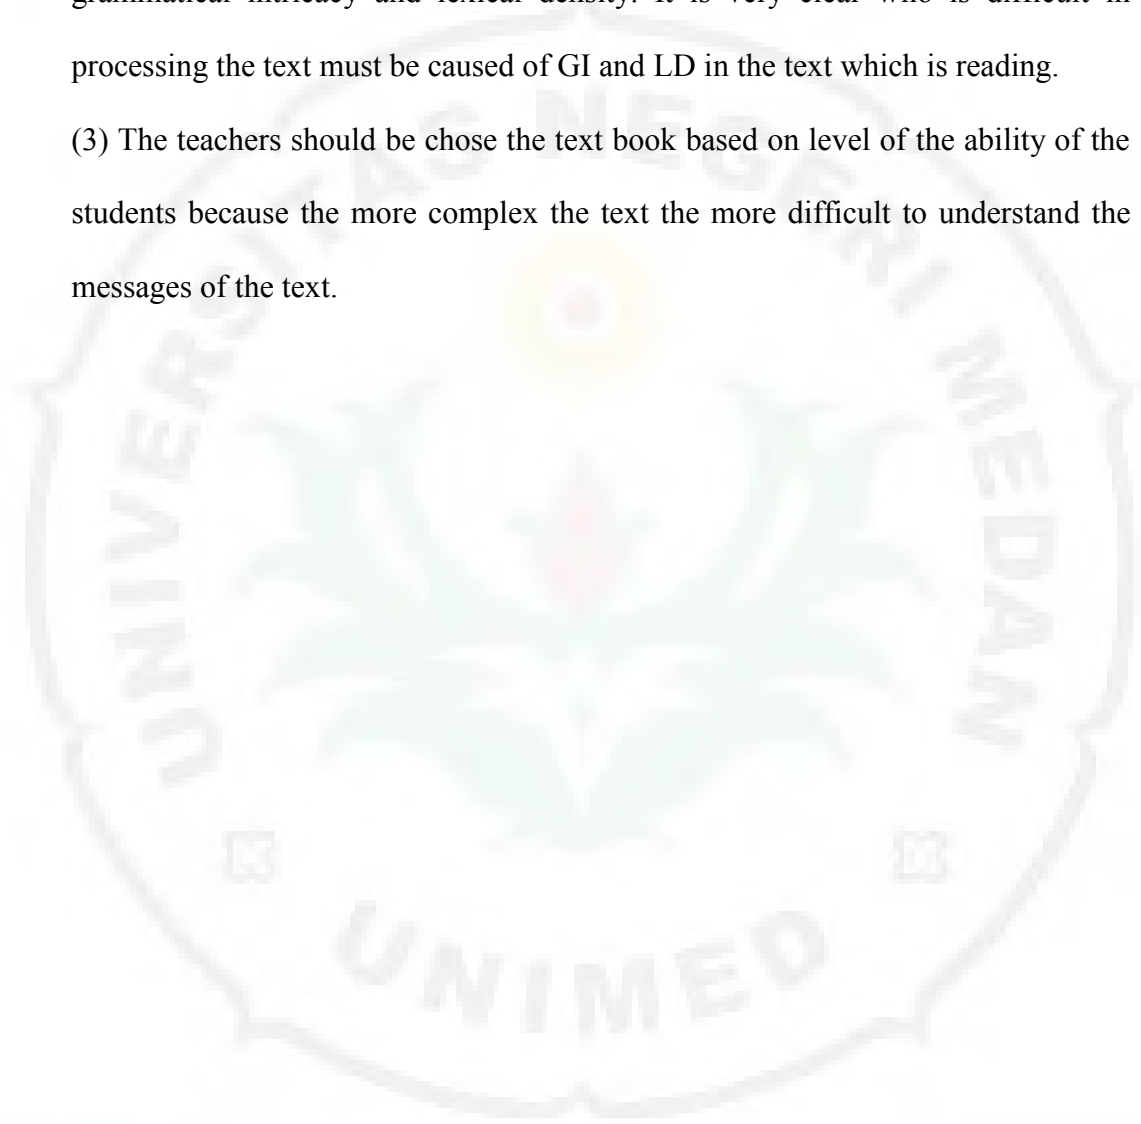 grammatical intricacy and lexical density. It is very clear who is difficult in
processing the text must be caused of GI and LD in the text which is reading.
(3) The teachers should be chose the text book based on level of the ability of the
students because the more complex the text the more difficult to understand the
messages of the text.
UNIVERSITAS NEGERI MEDAN
UNIMED